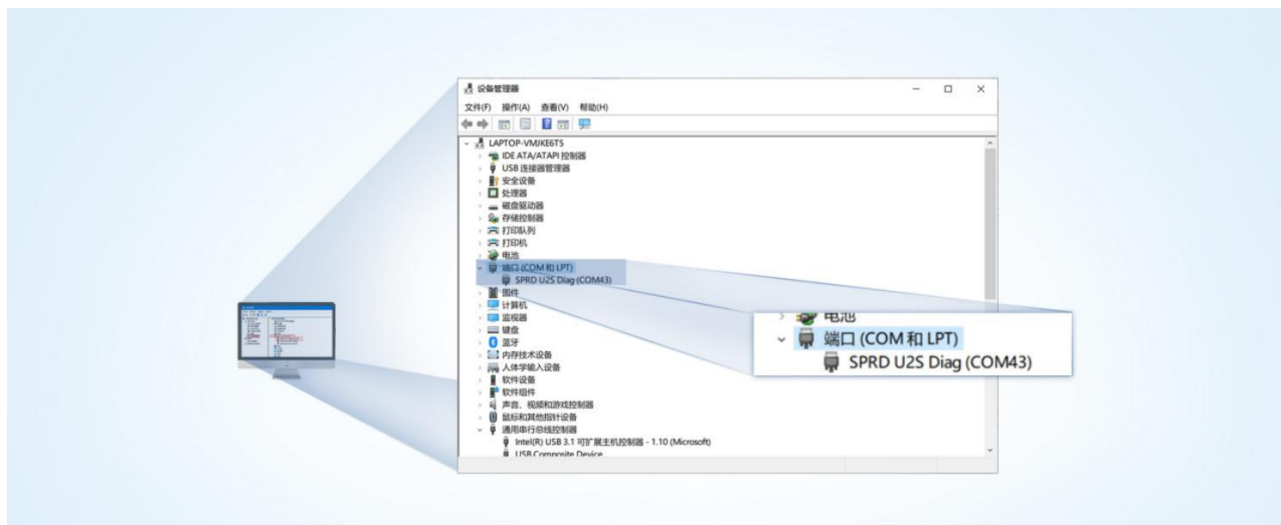 设备管理器
文件(F) 操作(A) 查看(V) 帮助(H)
LAPTOP-VMJKE6T5
IDE ATA/ATAPI 控制器
USB 连接器管理器
安全设备
处理器
磁盘驱动器
存储控制器
打印队列
打印机
电池
端口 (COM 和 LPT)
SPRD U2S Diag (COM43)
固件
计算机
监视器
键盘
蓝牙
内存技术设备
人体学输入设备
软件设备
软件组件
声音、视频和游戏控制器
鼠标和其他指针设备
通用串行总线控制器
Intel(R) USB 3.1 可扩展主机控制器 - 1.10 (Microsoft)
USB Composite Device
电池
端口 (COM 和 LPT)
SPRD U2S Diag (COM43)